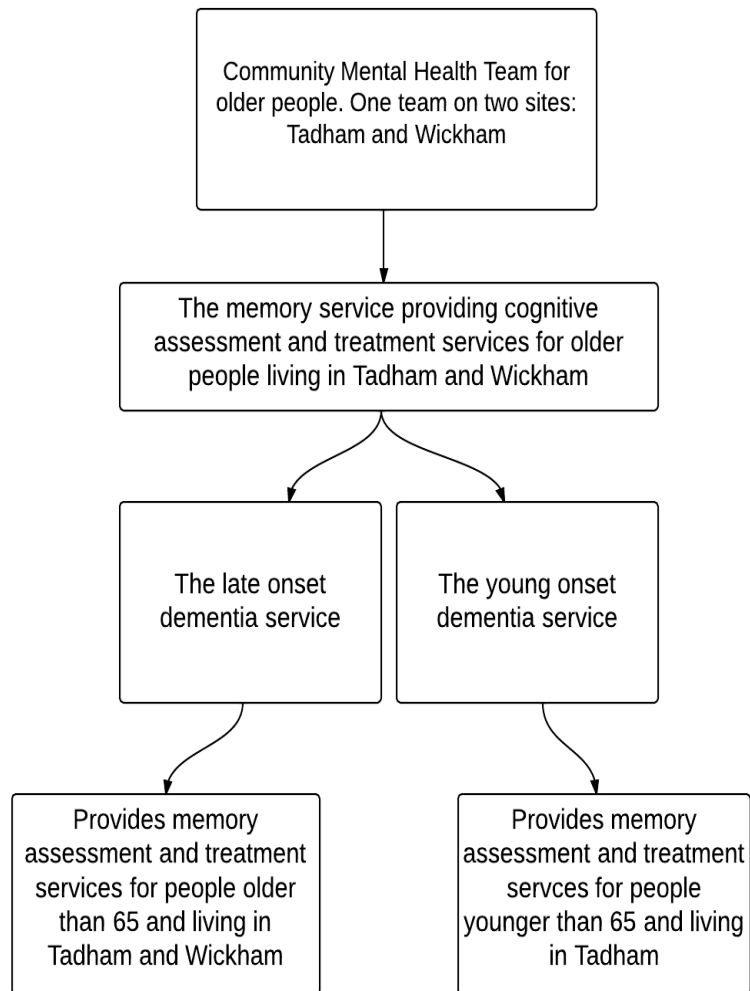 Community Mental Health Team for
older people. One team on two sites:
Tadham and Wickham
The memory service providing cognitive
assessment and treatment services for older
people living in Tadham and Wickham
The late onset
dementia service
The young onset
dementia service
Provides memory
assessment and treatment
services for people older
than 65 and living in
Tadham and Wickham
Provides memory
assessment and treatment
servces for people
younger than 65 and living
in Tadham